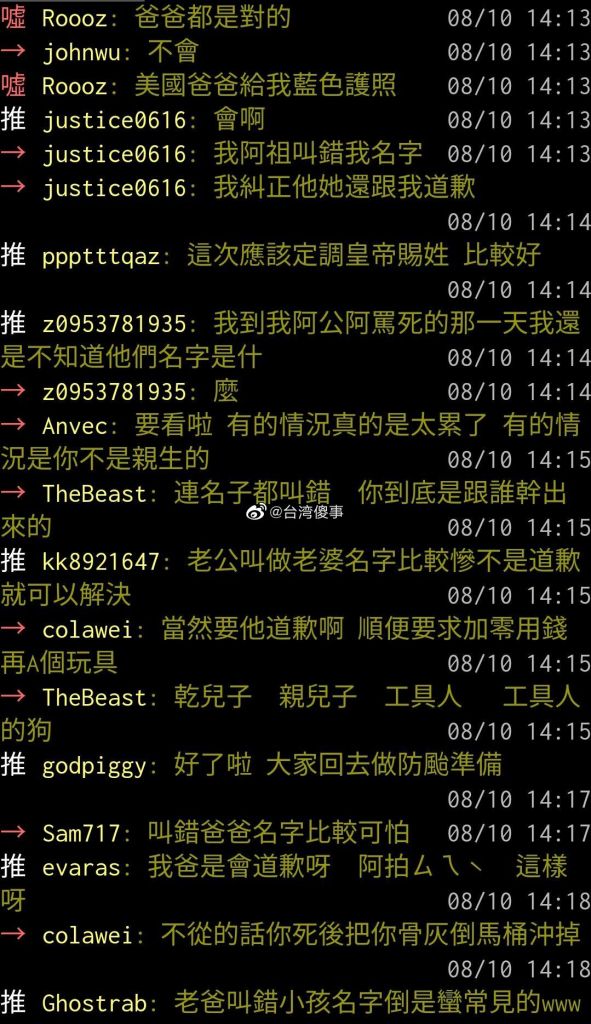 噓 Roooz: 爸爸都是對的 08/10 14:13
→ johnwu: 不會 08/10 14:13
噓 Roooz: 美國爸爸給我藍色護照 08/10 14:13
推 justice0616: 會啊 08/10 14:13
→ justice0616: 我阿祖叫錯我名字 08/10 14:13
→ justice0616: 我糾正他她還跟我道歉
08/10 14:14
推 ppptttqaz: 這次應該定調皇帝賜姓 比較好
08/10 14:14
推 z0953781935: 我到我阿公阿罵死的那一天我還
是不知道他們名字是什 08/10 14:14
→ z0953781935: 麼 08/10 14:14
→ Anvec: 要看啦 有的情況真的是太累了 有的情
況是你不是親生的 08/10 14:15
→ TheBeast: 連名子都叫錯 你到底是跟誰幹出
來的 08/10 14:15
@台湾傻事
推 kk8921647: 老公叫做老婆名字比較慘不是道歉
就可以解決 08/10 14:15
→ colawei: 當然要他道歉啊 順便要求加零用錢
再A個玩具 08/10 14:15
→ TheBeast: 乾兒子 親兒子 工具人 工具人
的狗 08/10 14:15
推 godpiggy: 好了啦 大家回去做防颱準備
08/10 14:17
→ Sam717: 叫錯爸爸名字比較可怕 08/10 14:17
推 evaras: 我爸是會道歉呀 阿拍ㄙㄟ丶 這樣
呀 08/10 14:18
→ colawei: 不從的話你死後把你骨灰倒馬桶沖掉
08/10 14:18
推 Ghostrab: 老爸叫錯小孩名字倒是蠻常見的www